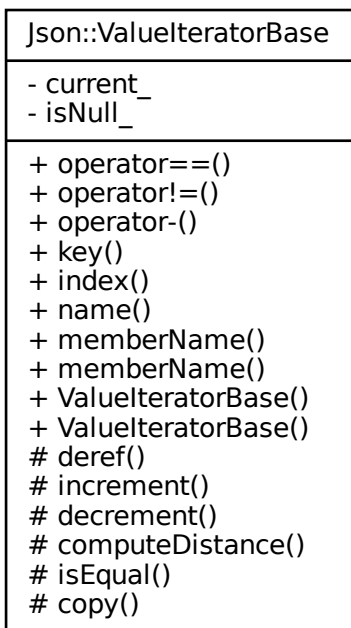 Json::ValueIteratorBase
- current_
- isNull_
+ operator==()
+ operator!=()
+ operator-()
+ key()
+ index()
+ name()
+ memberName()
+ memberName()
+ ValueIteratorBase()
+ ValueIteratorBase()
# deref()
# increment()
# decrement()
# computeDistance()
# isEqual()
# copy()